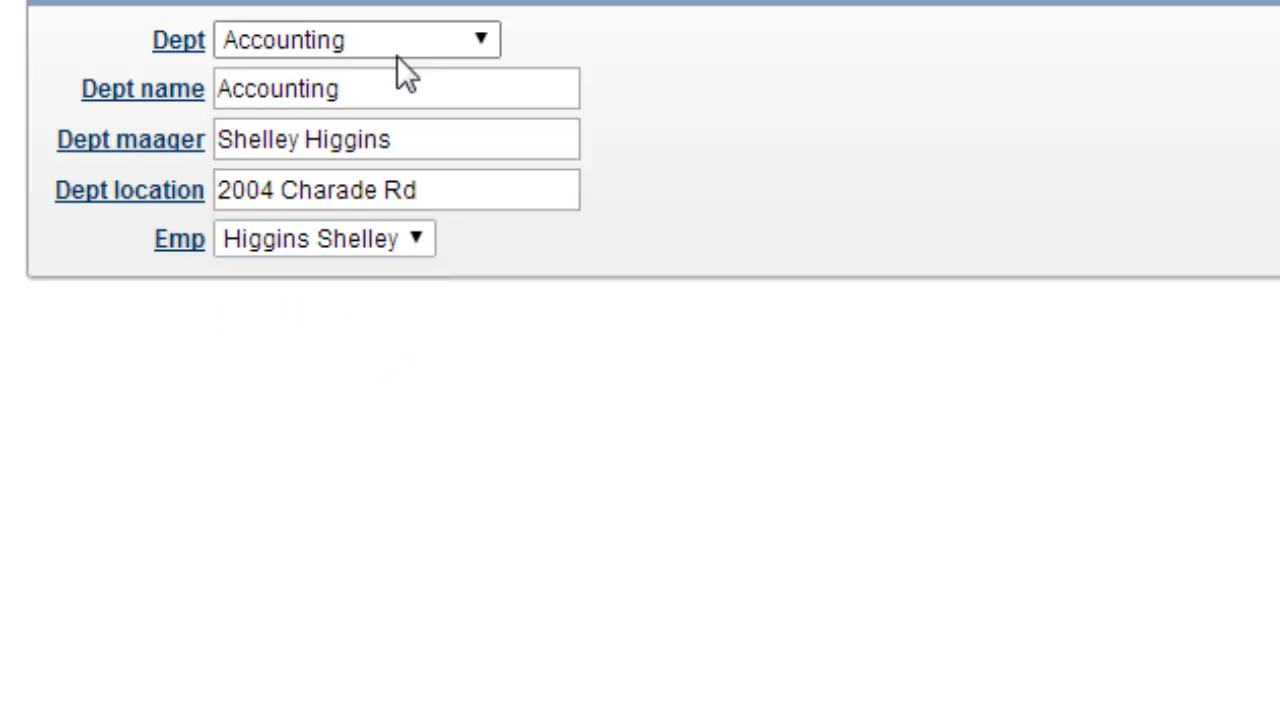 Dept Accounting
Dept name Accounting
Dept maager Shelley Higgins
Dept location 2004 Charade Rd
Emp Higgins Shelley